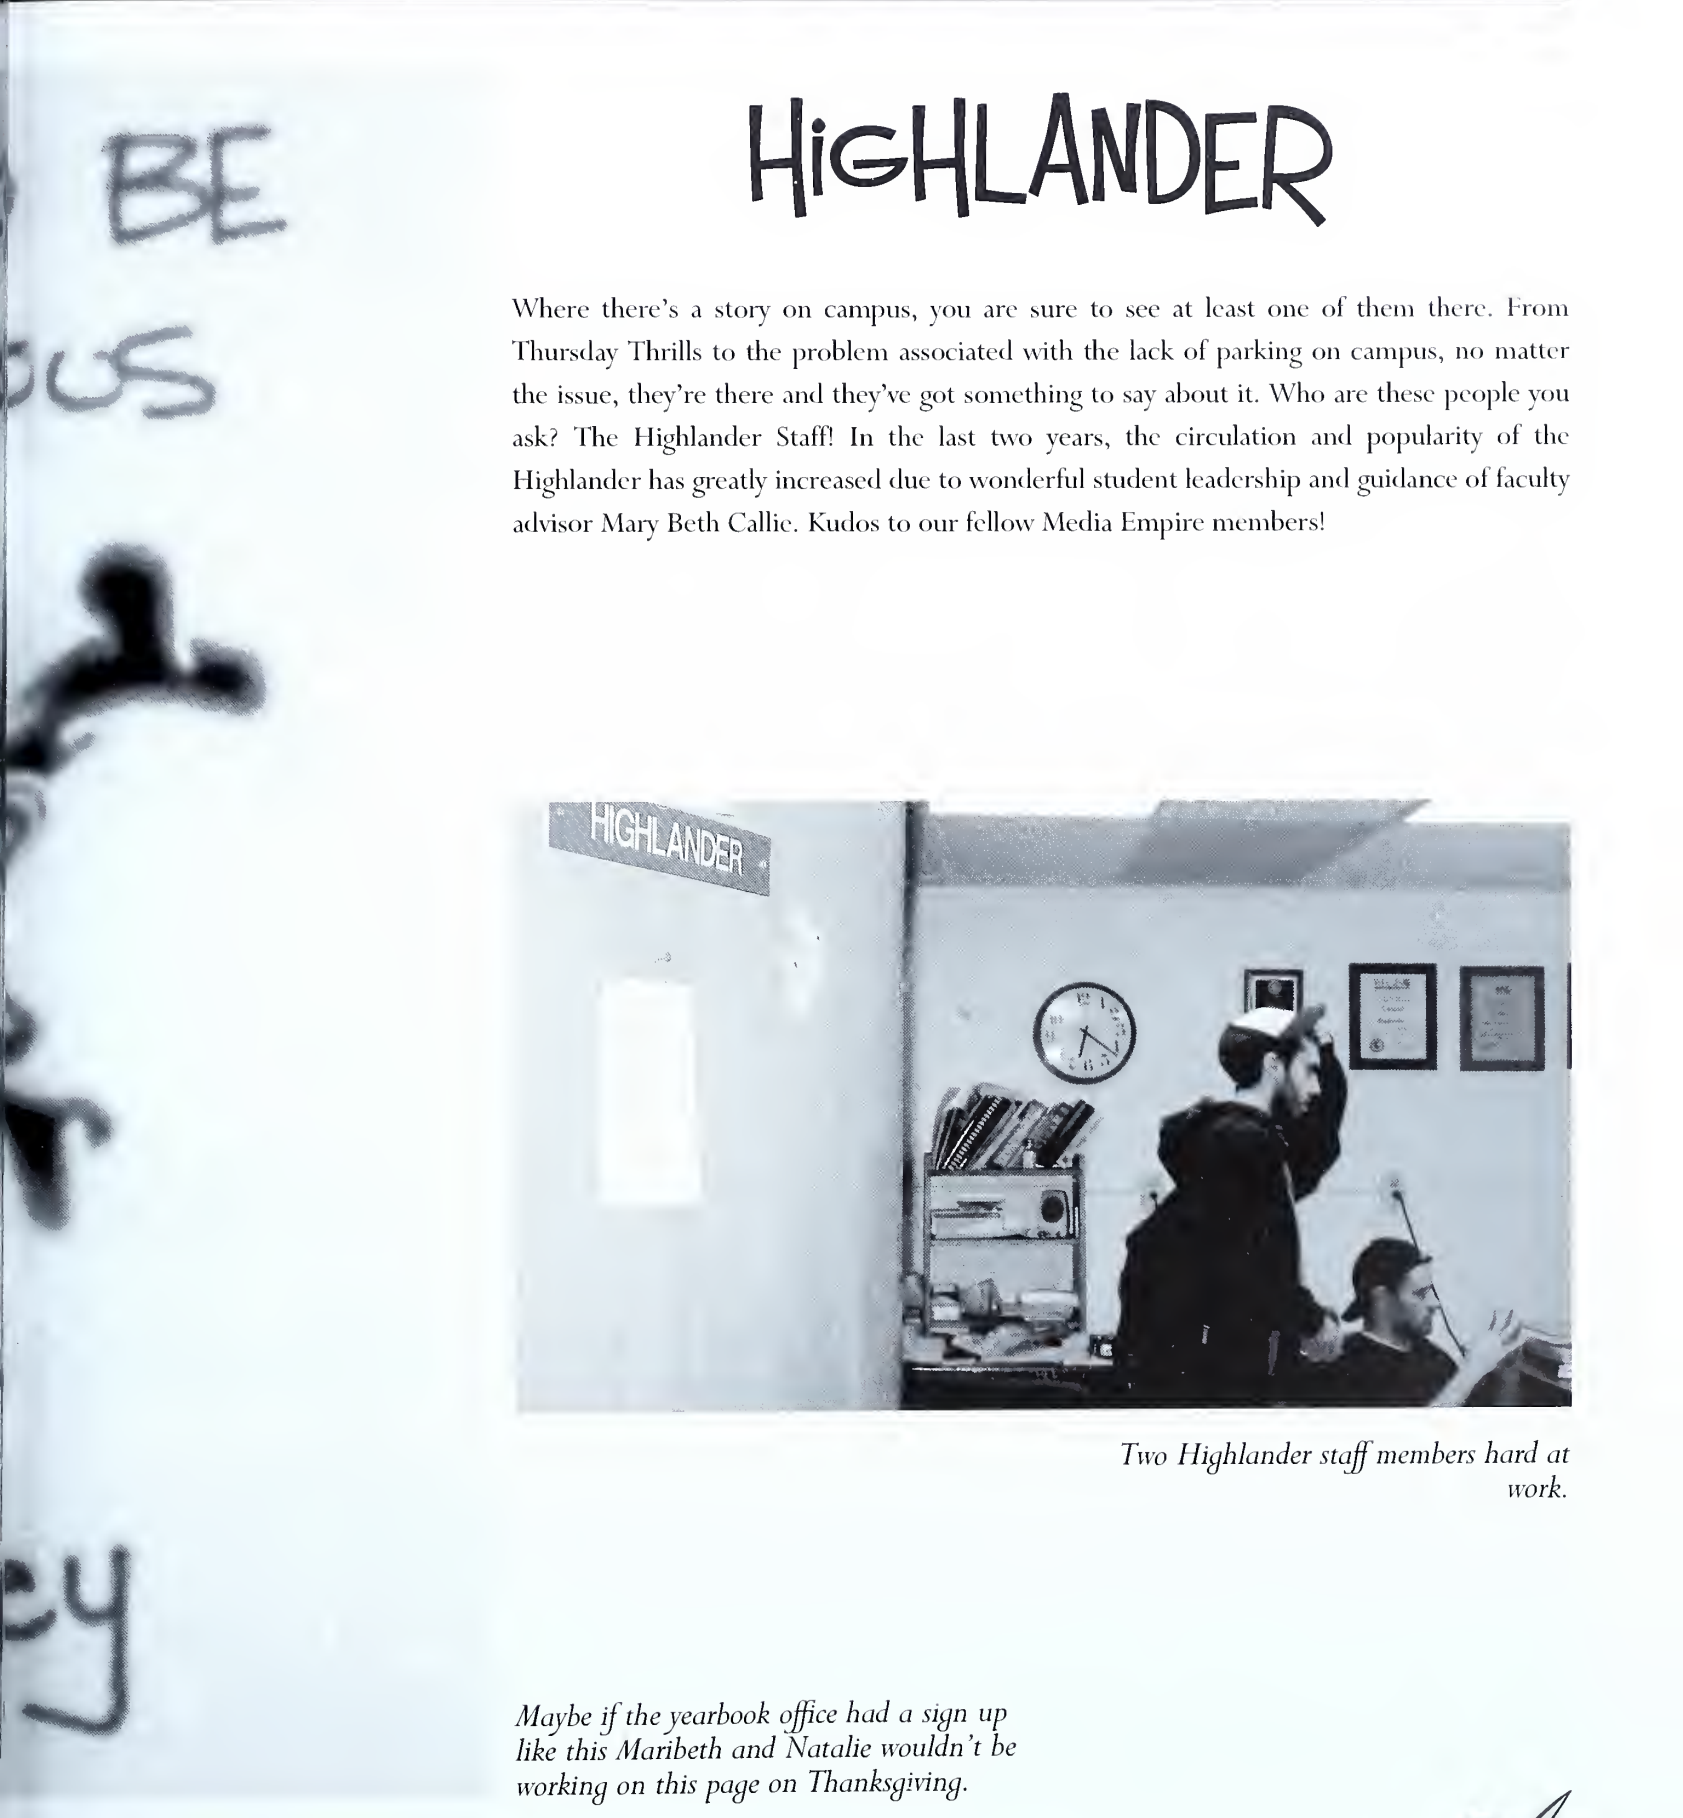 BE
HiGHLANDER
Where there's a story on campus, you are sure to see at least one of them there. From
Thursday Thrills to the problem associated with the lack of parking on campus, no matter
the issue, they're there and they've got something to say about it. Who are these people you
ask? The Highlander Staff! In the last two years, the circulation and popularity of the
Highlander has greatly increased due to wonderful student leadership and guidance of faculty
advisor Mary Beth Callie. Kudos to our fellow Media Empire members!
HIGHLANDER
Two Highlander staff members hard at
work.
ey
Maybe if the yearbook office had a sign up
like this Maribeth and Natalie wouldn't be
working on this page on Thanksgiving.